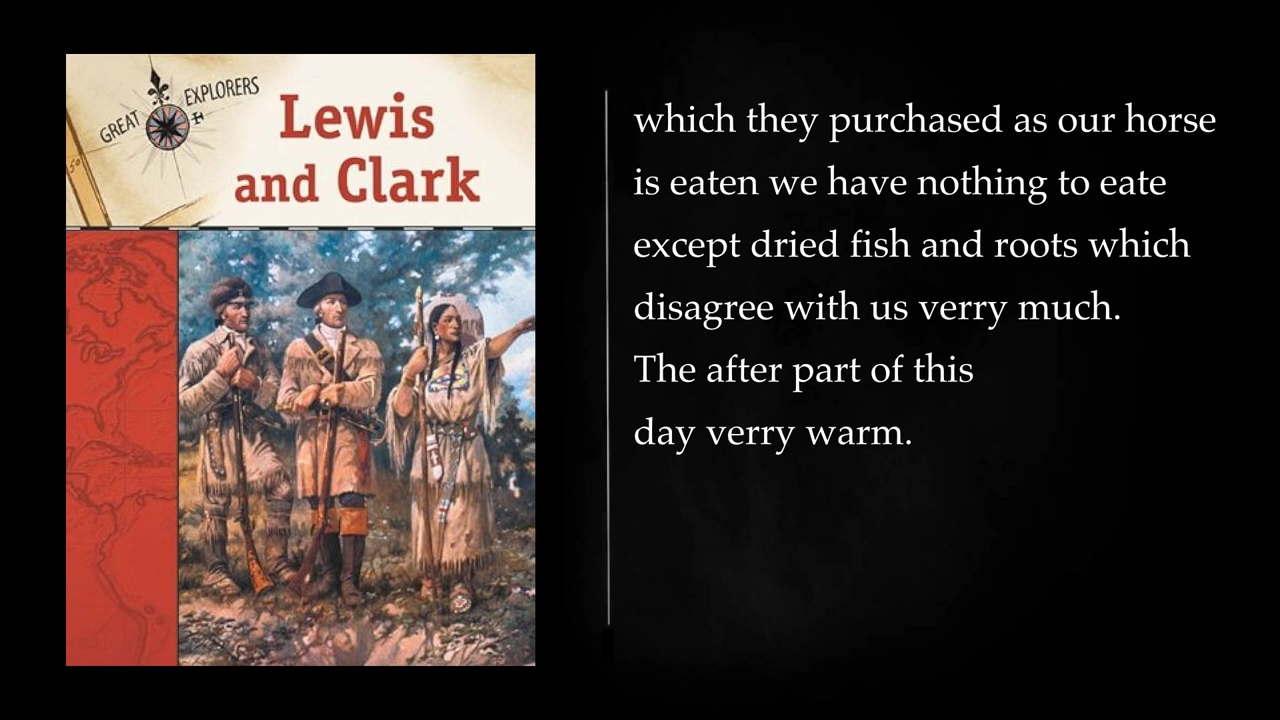 GREAT EXPLORERS
Lewis
and Clark
50
which they purchased as our horse
is eaten we have nothing to eate
except dried fish and roots which
disagree with us verry much.
The after part of this
day verry warm.